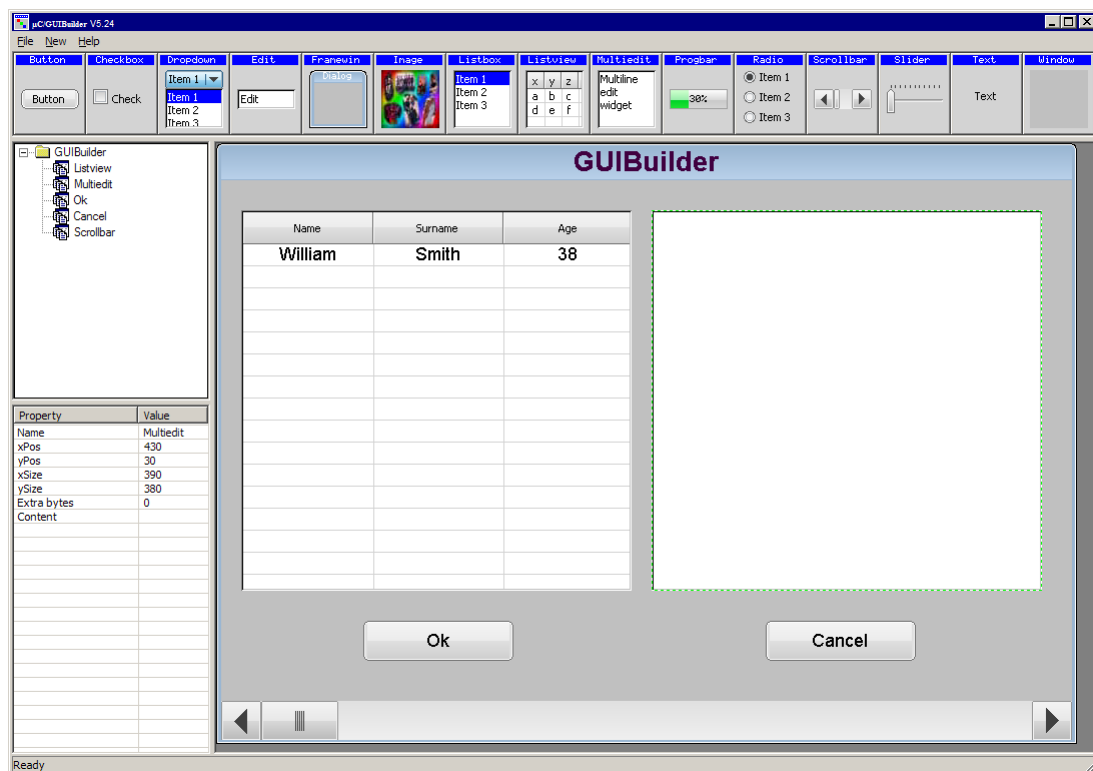 µC/GUIBuilder V5.24
File New Help
Button Checkbox Dropdown Edit Framewin Image Listbox Listview Multiedit Progbar Radio Scrollbar Slider Text Window
Button
Check
Item 1
Item 1
Item 2
Item 3
Edit
Dialog
Item 1
Item 2
Item 3
x y z
a b c
d e f
Multiline
edit
widget
30%
Item 1
Item 2
Item 3
Text
GUIBuilder
Listview
Multiedit
Ok
Cancel
Scrollbar
Property Value
Name Multiedit
xPos 430
yPos 30
xSize 390
ySize 380
Extra bytes 0
Content
GUIBuilder
Name Surname Age
William Smith 38
Ok
Cancel
Ready